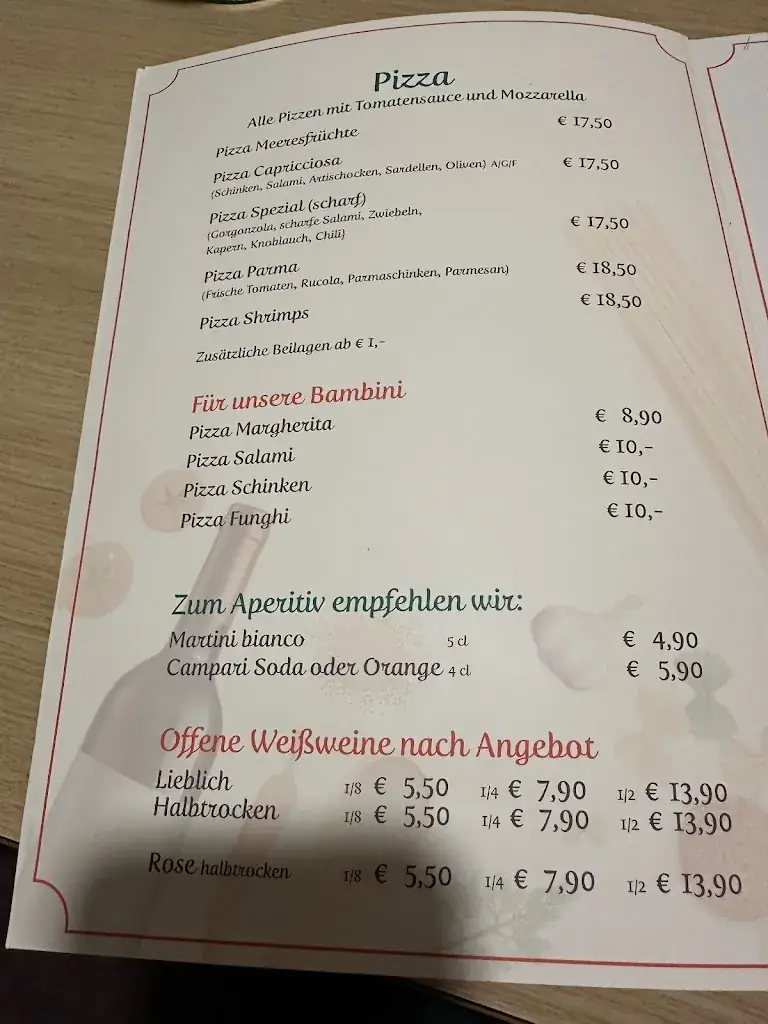 Pizza
Alle Pizzen mit Tomatensauce und Mozzarella
Pizza Meeresfrüchte € 17,50
Pizza Capricciosa € 17,50
(Schinken, Salami, Artischocken, Sardellen, Oliven) A/G/F
Pizza Spezial (scharf) € 17,50
(Gorgonzola, scharfe Salami, Zwiebeln,
Kapern, Knoblauch, Chili)
Pizza Parma € 18,50
(Frische Tomaten, Rucola, Parmaschinken, Parmesan)
Pizza Shrimps € 18,50
Zusätzliche Beilagen ab € 1,-
Für unsere Bambini
Pizza Margherita € 8,90
Pizza Salami € 10,-
Pizza Schinken € 10,-
Pizza Funghi € 10,-
Zum Aperitiv empfehlen wir:
Martini bianco 5 cl € 4,90
Campari Soda oder Orange 4 cl € 5,90
Offene Weißweine nach Angebot
Lieblich 1/8 € 5,50 1/4 € 7,90 1/2 € 13,90
Halbtrocken 1/8 € 5,50 1/4 € 7,90 1/2 € 13,90
Rose halbtrocken 1/8 € 5,50 1/4 € 7,90 1/2 € 13,90